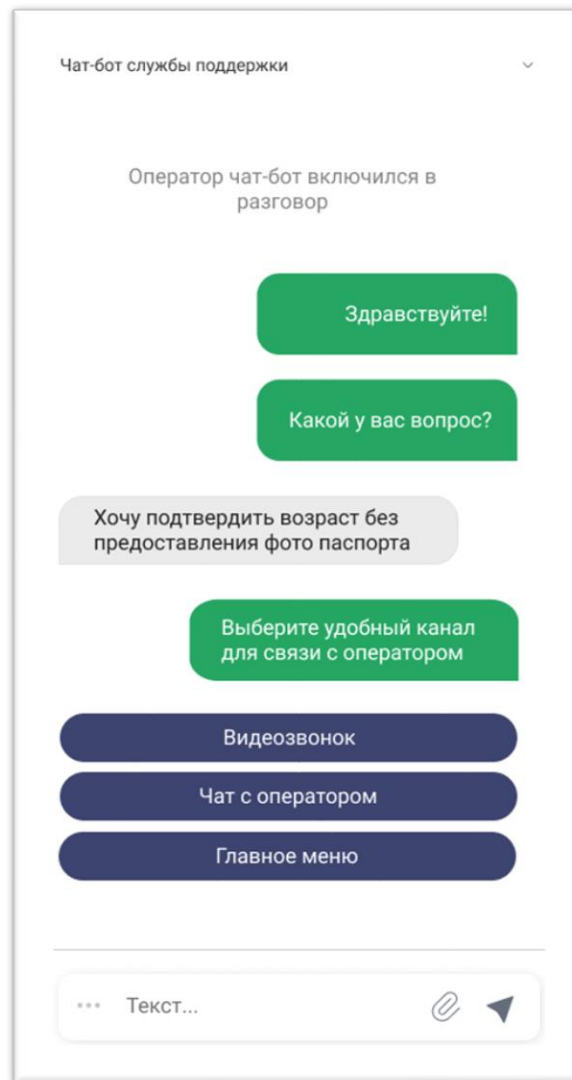 Чат-бот службы поддержки
Оператор чат-бот включился в
разговор
Здравствуйте!
Какой у вас вопрос?
Хочу подтвердить возраст без
предоставления фото паспорта
Выберите удобный канал
для связи с оператором
Видеозвонок
Чат с оператором
Главное меню
Текст...